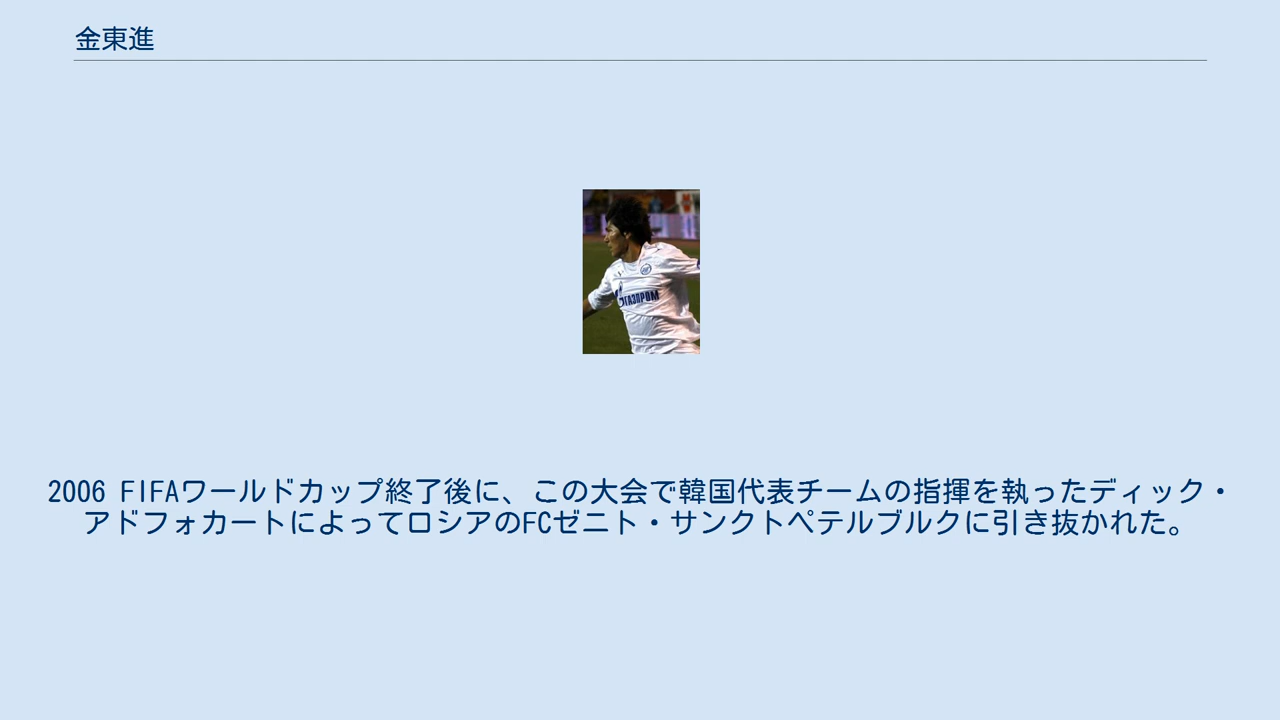 金東進
ГАЗПРОМ
2006 FIFAワールドカップ終了後に、この大会で韓国代表チームの指揮を執ったディック・
アドフォカートによってロシアのFCゼニト・サンクトペテルブルクに引き抜かれた。